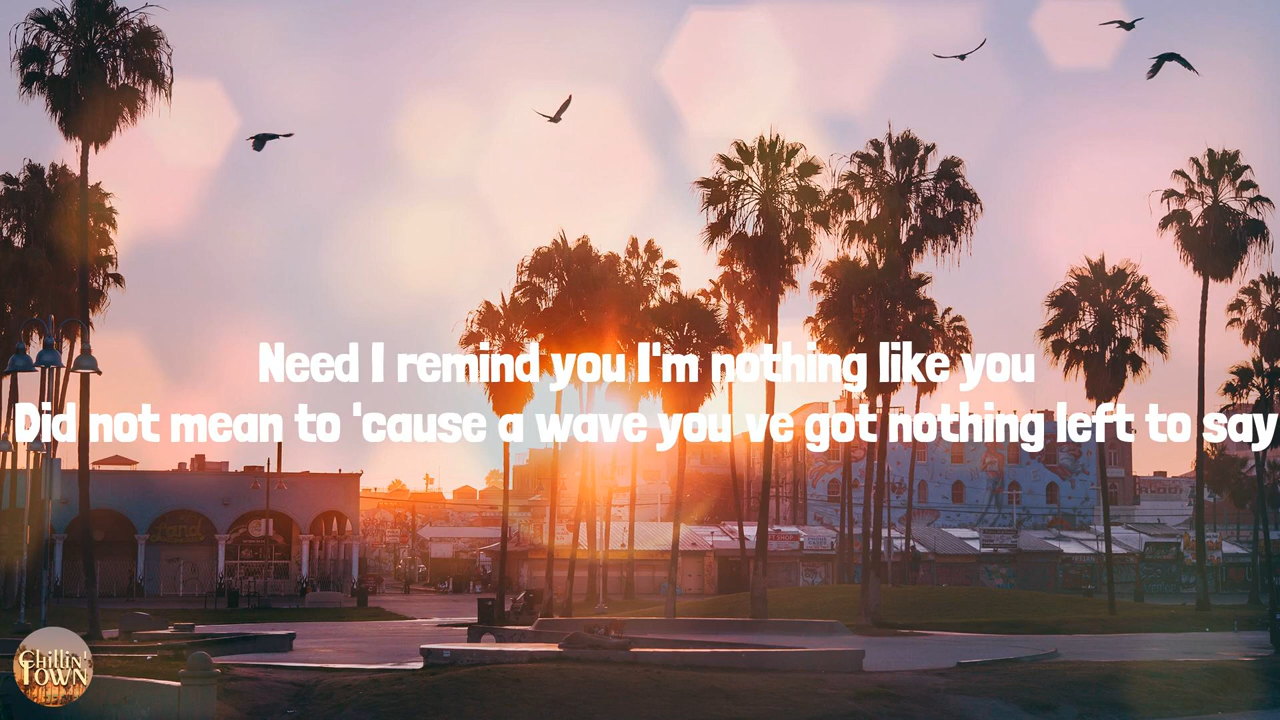 Need I remind you I'm nothing like you
Did not mean to 'cause a wave you ve got nothing left to say
Chillin'
Town